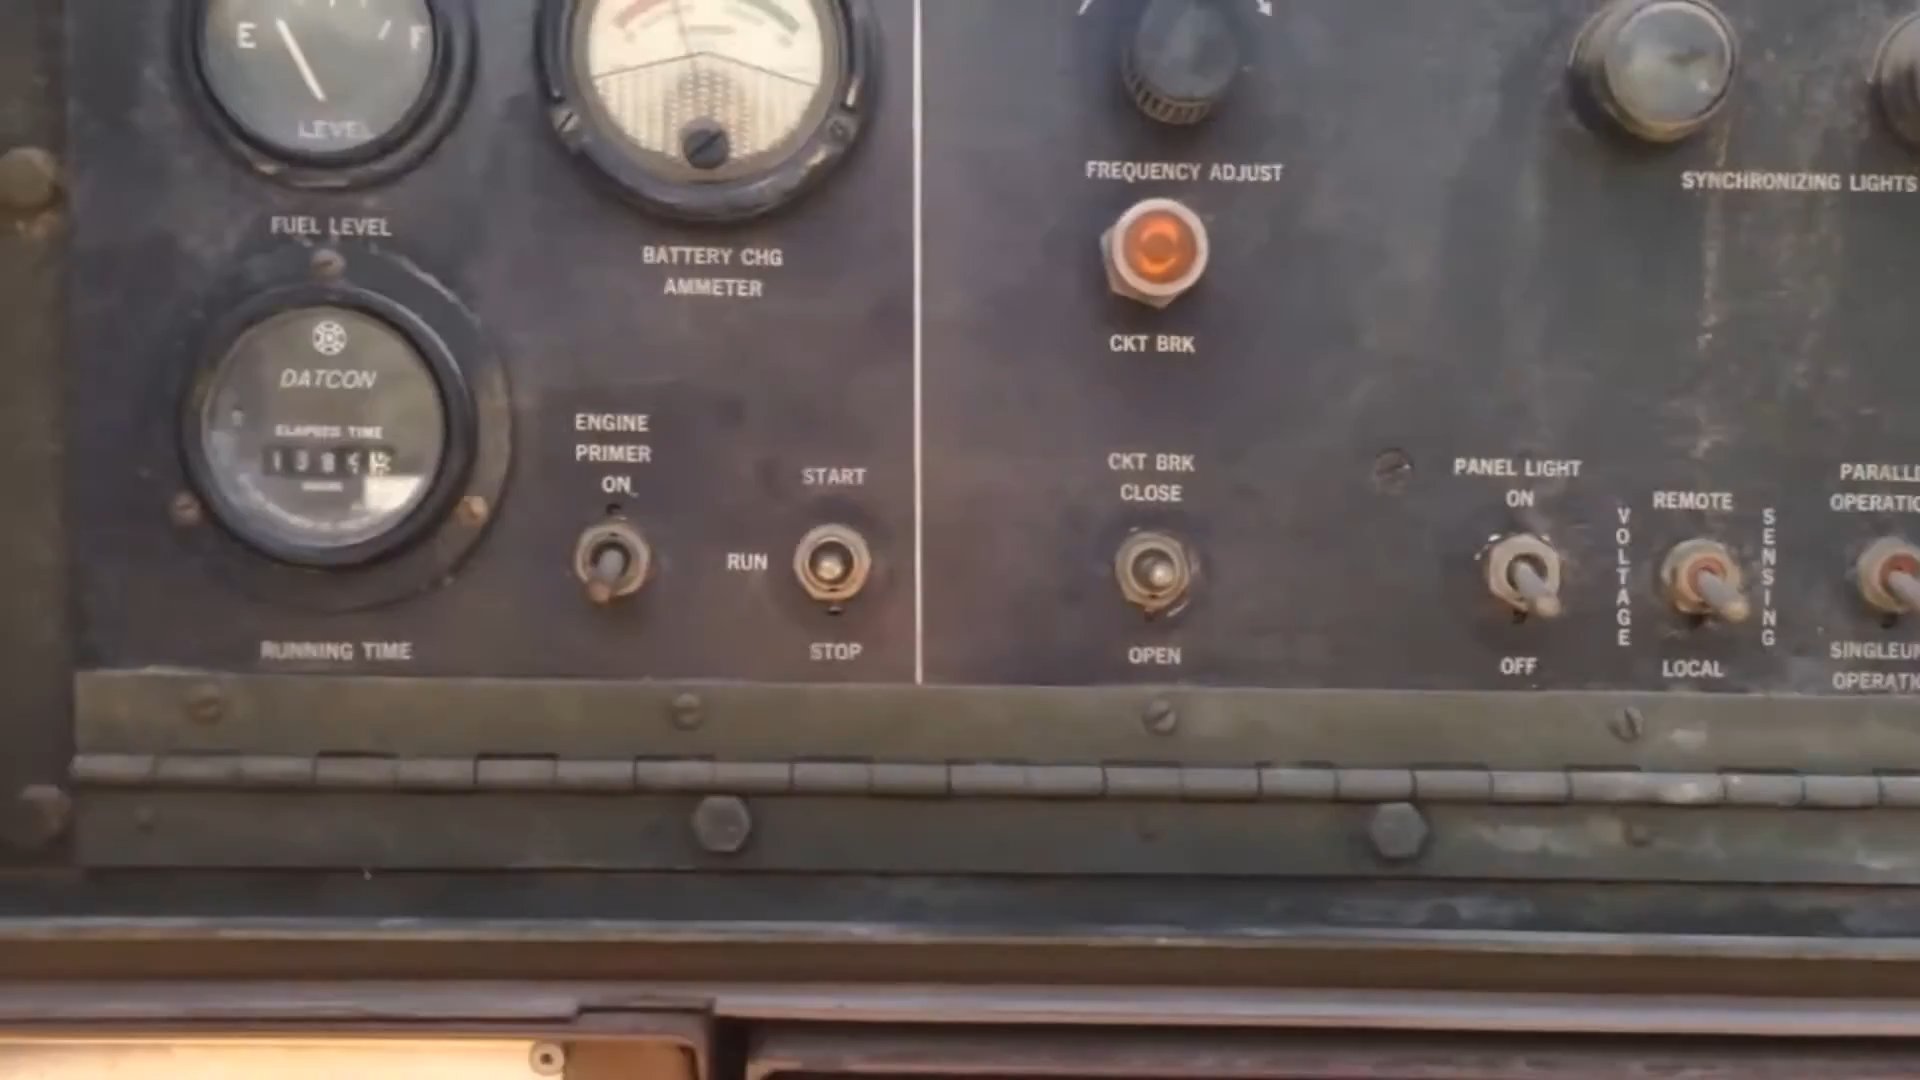 E F
LEVEL
FUEL LEVEL
BATTERY CHG
AMMETER
DATCON
ELAPSED TIME
RUNNING TIME
ENGINE
PRIMER
ON
START
RUN
STOP
FREQUENCY ADJUST
CKT BRK
CKT BRK
CLOSE
OPEN
SYNCHRONIZING LIGHTS
PANEL LIGHT
ON
OFF
VOLTAGE
REMOTE
SENSING
LOCAL